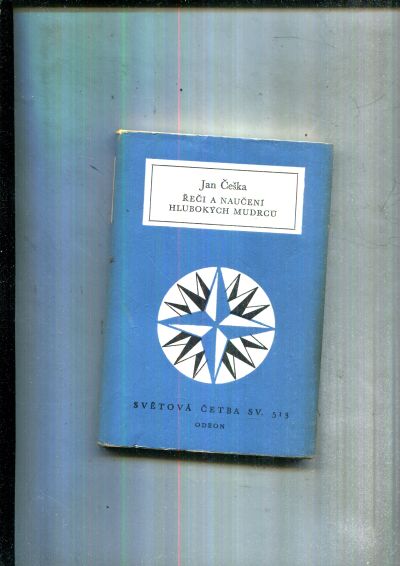 Jan Češka
ŘEČI A NAUČENÍ
HLUBOKÝCH MUDRCŮ
SVĚTOVÁ ČETBA SV. 513
ODEON